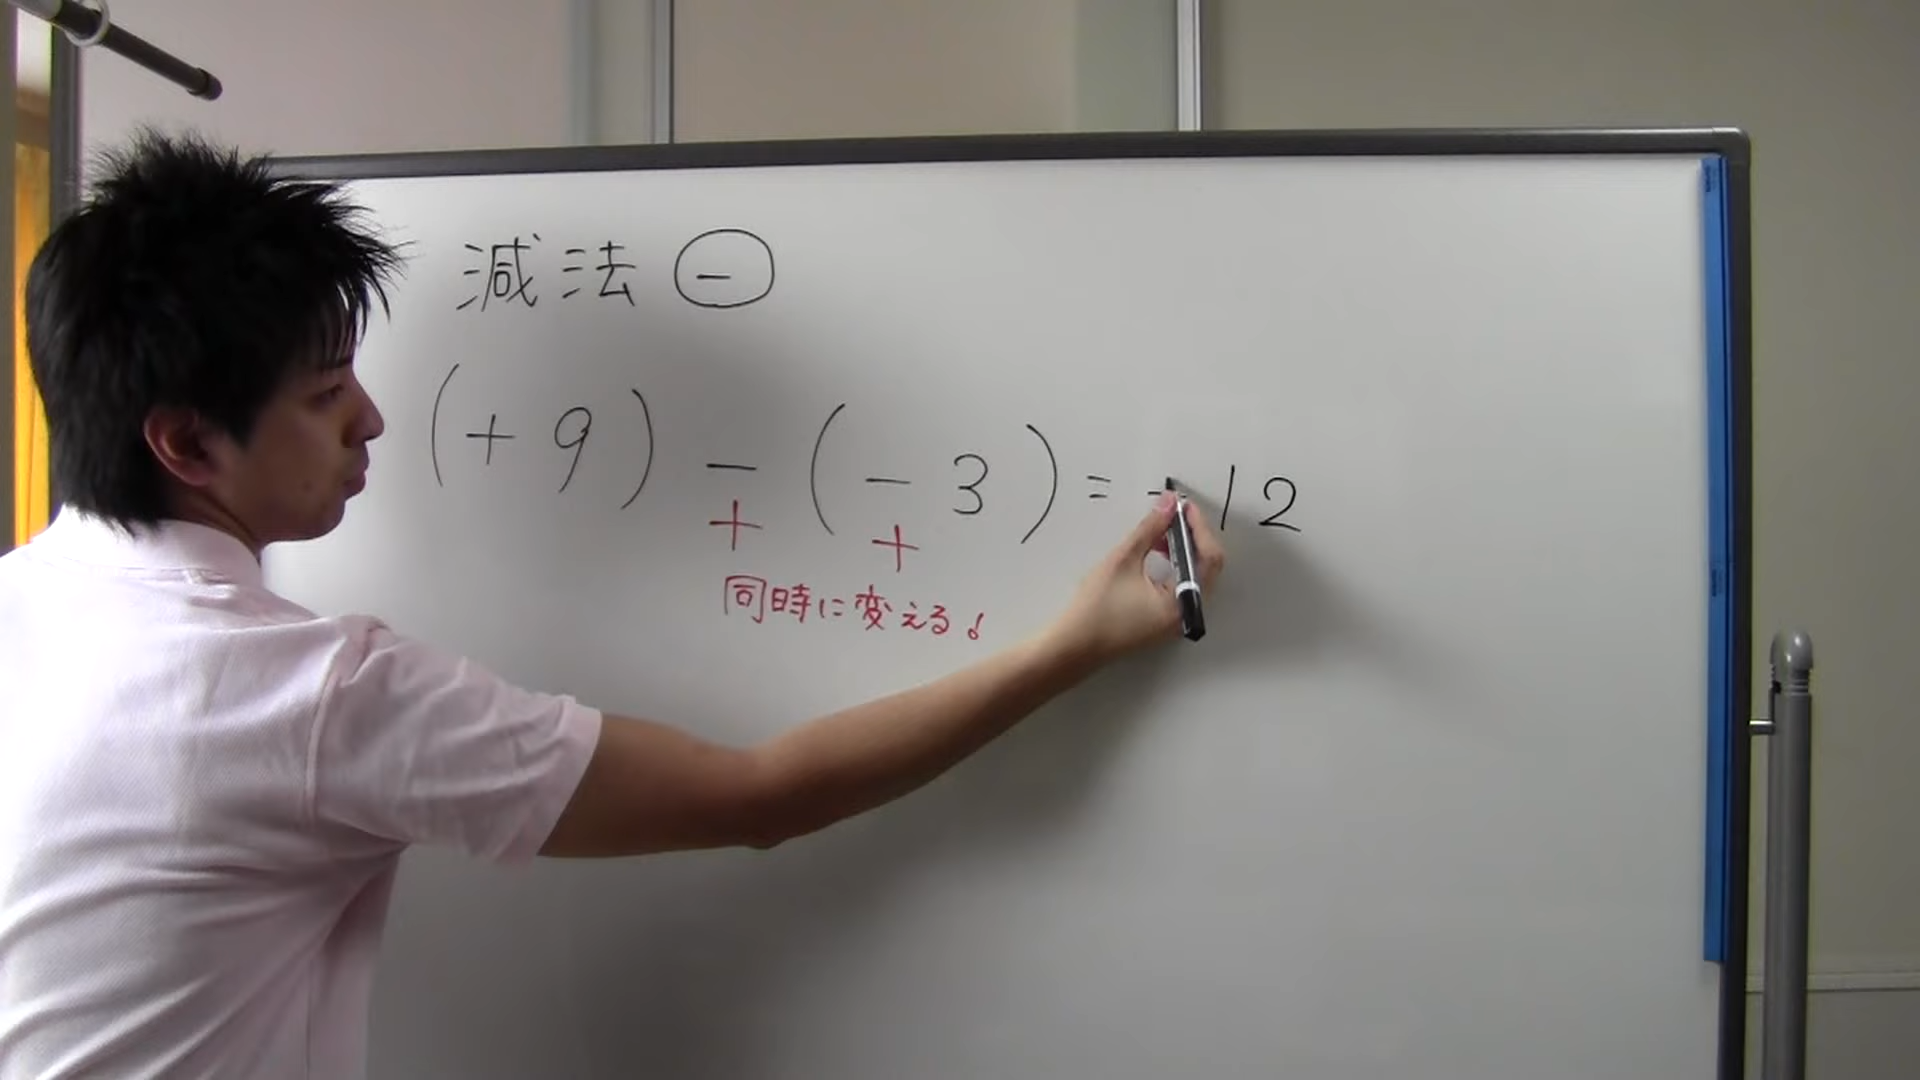 減法 ㊀
(+9) - (-3) = +12
+ +
同時に変える!